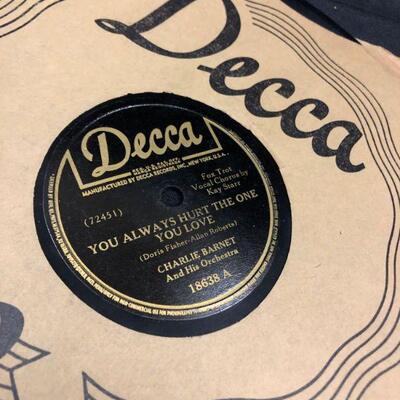 Decca
Decca
MANUFACTURED BY DECCA RECORDS, INC., NEW YORK, U.S.A.
Fox Trot
Vocal Chorus by
Kay Starr
(72451)
YOU ALWAYS HURT THE ONE
YOU LOVE
(Doris Fisher-Allan Roberts)
CHARLIE BARNET
And His Orchestra
18638 A